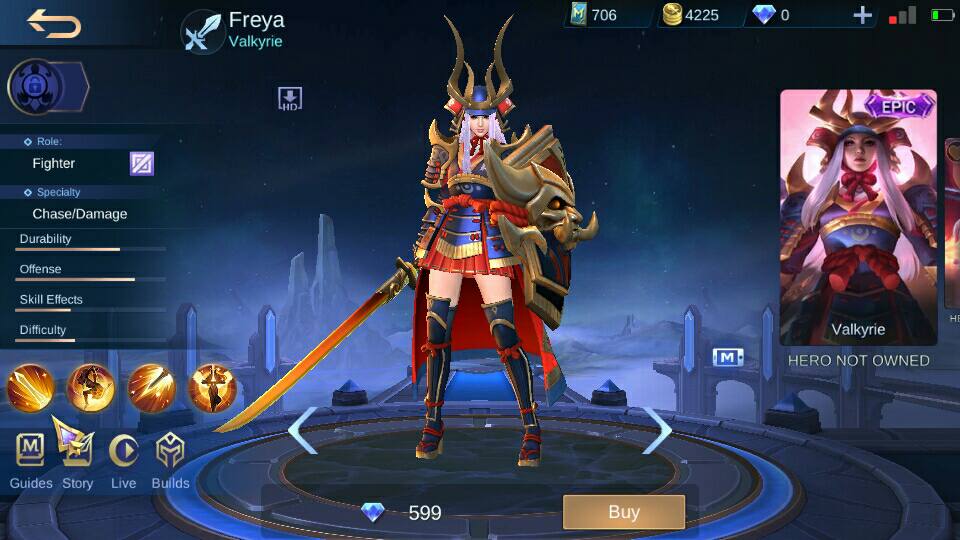 Freya
Valkyrie
M
706
4225
0
HD
Role:
Fighter
Specialty
Chase/Damage
Durability
Offense
Skill Effects
Difficulty
M
Guides
Story
Live
Builds
EPIC
Valkyrie
M
HERO NOT OWNED
599
Buy